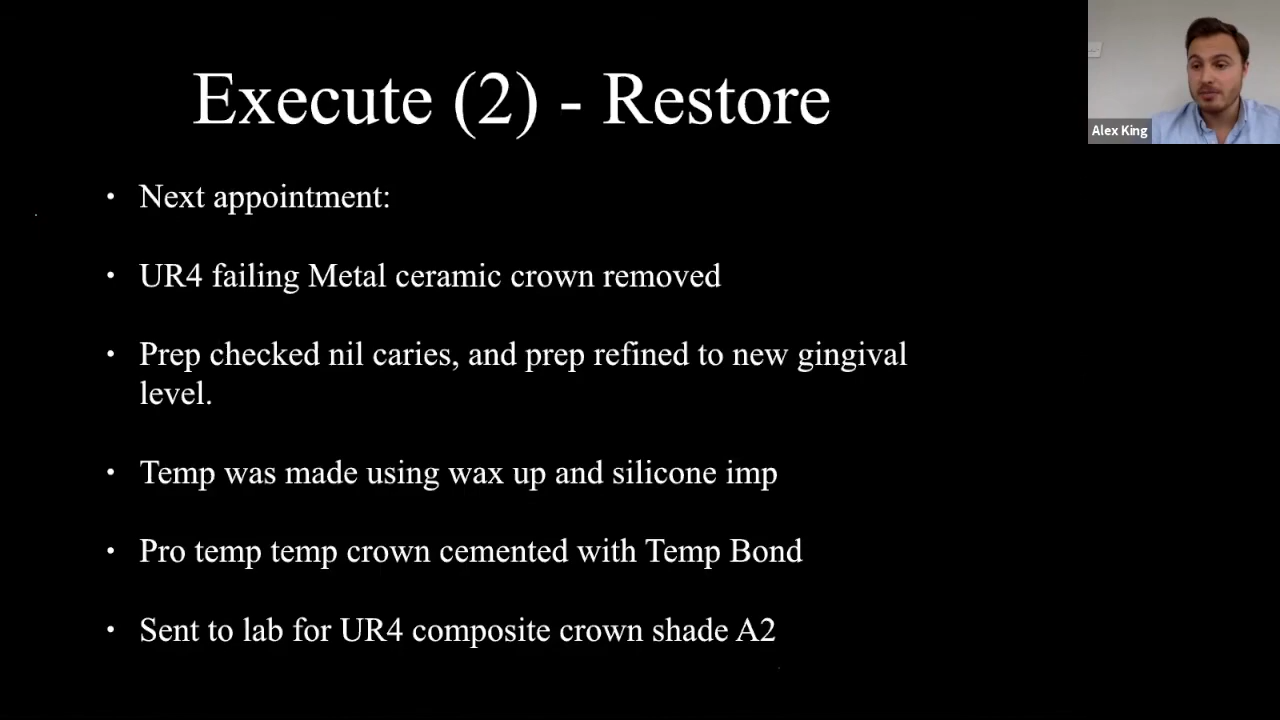 Execute (2) - Restore
Alex King
• Next appointment:
• UR4 failing Metal ceramic crown removed
• Prep checked nil caries, and prep refined to new gingival
level.
• Temp was made using wax up and silicone imp
• Pro temp temp crown cemented with Temp Bond
• Sent to lab for UR4 composite crown shade A2